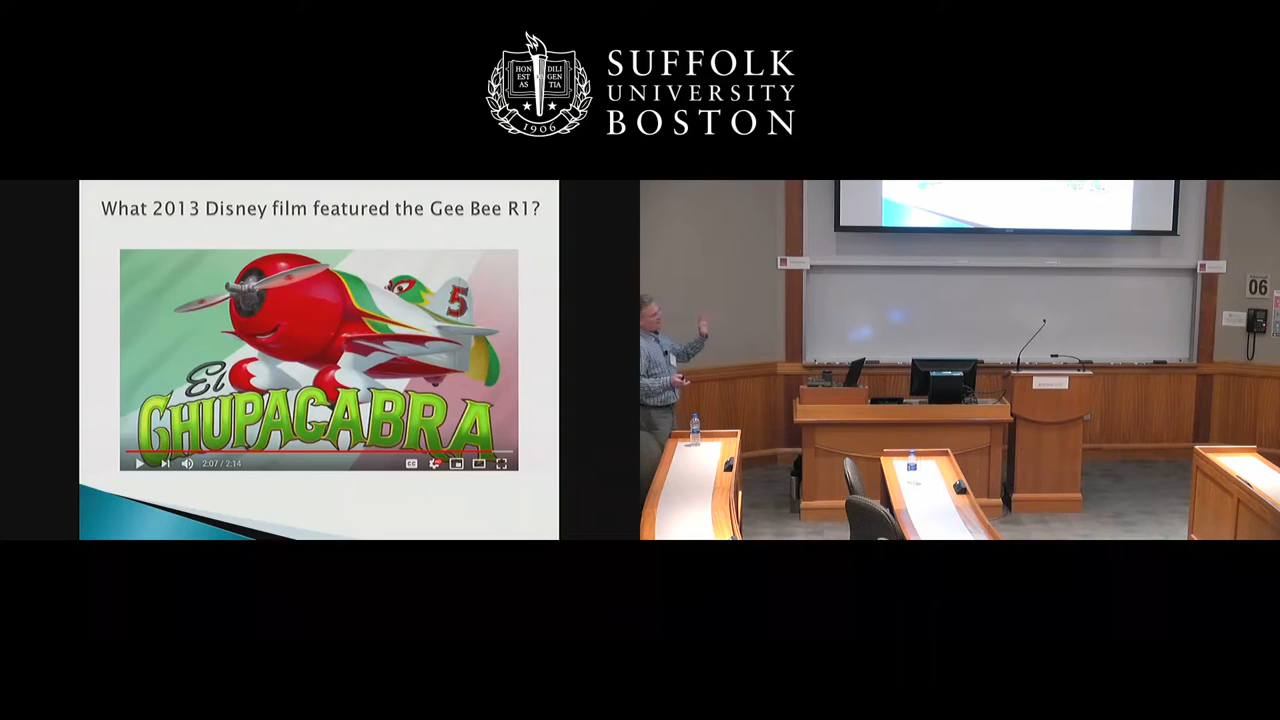 HON
EST
AS
DILI
GEN
TIA
1906
SUFFOLK
UNIVERSITY
BOSTON
What 2013 Disney film featured the Gee Bee R1?
5
El
CHUPACABRA
2:07 / 2:14
CC
06